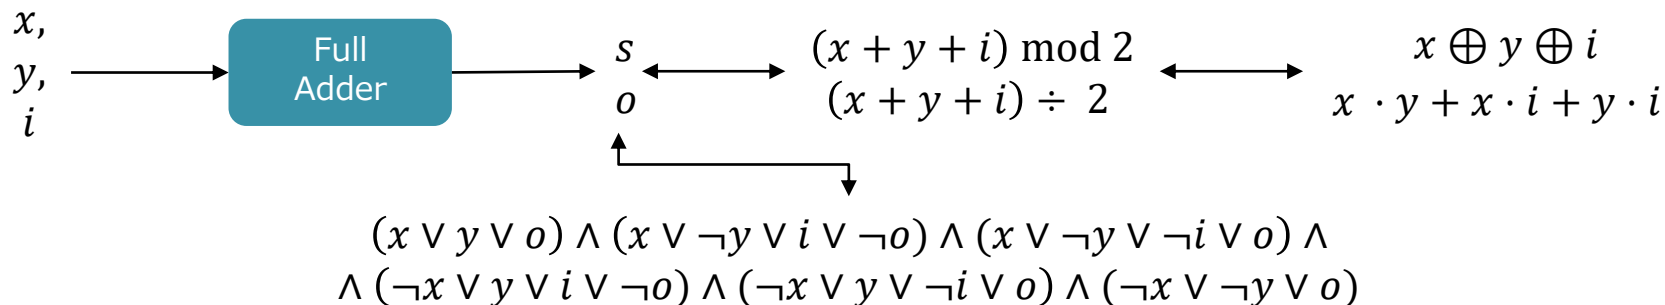 x,
y,
i
Full
Adder
s
o
(x + y + i) mod 2
(x + y + i) ÷ 2
x ⊕ y ⊕ i
x · y + x · i + y · i
(x ∨ y ∨ o) ∧ (x ∨ ¬y ∨ i ∨ ¬o) ∧ (x ∨ ¬y ∨ ¬i ∨ o) ∧
∧ (¬x ∨ y ∨ i ∨ ¬o) ∧ (¬x ∨ y ∨ ¬i ∨ o) ∧ (¬x ∨ ¬y ∨ o)